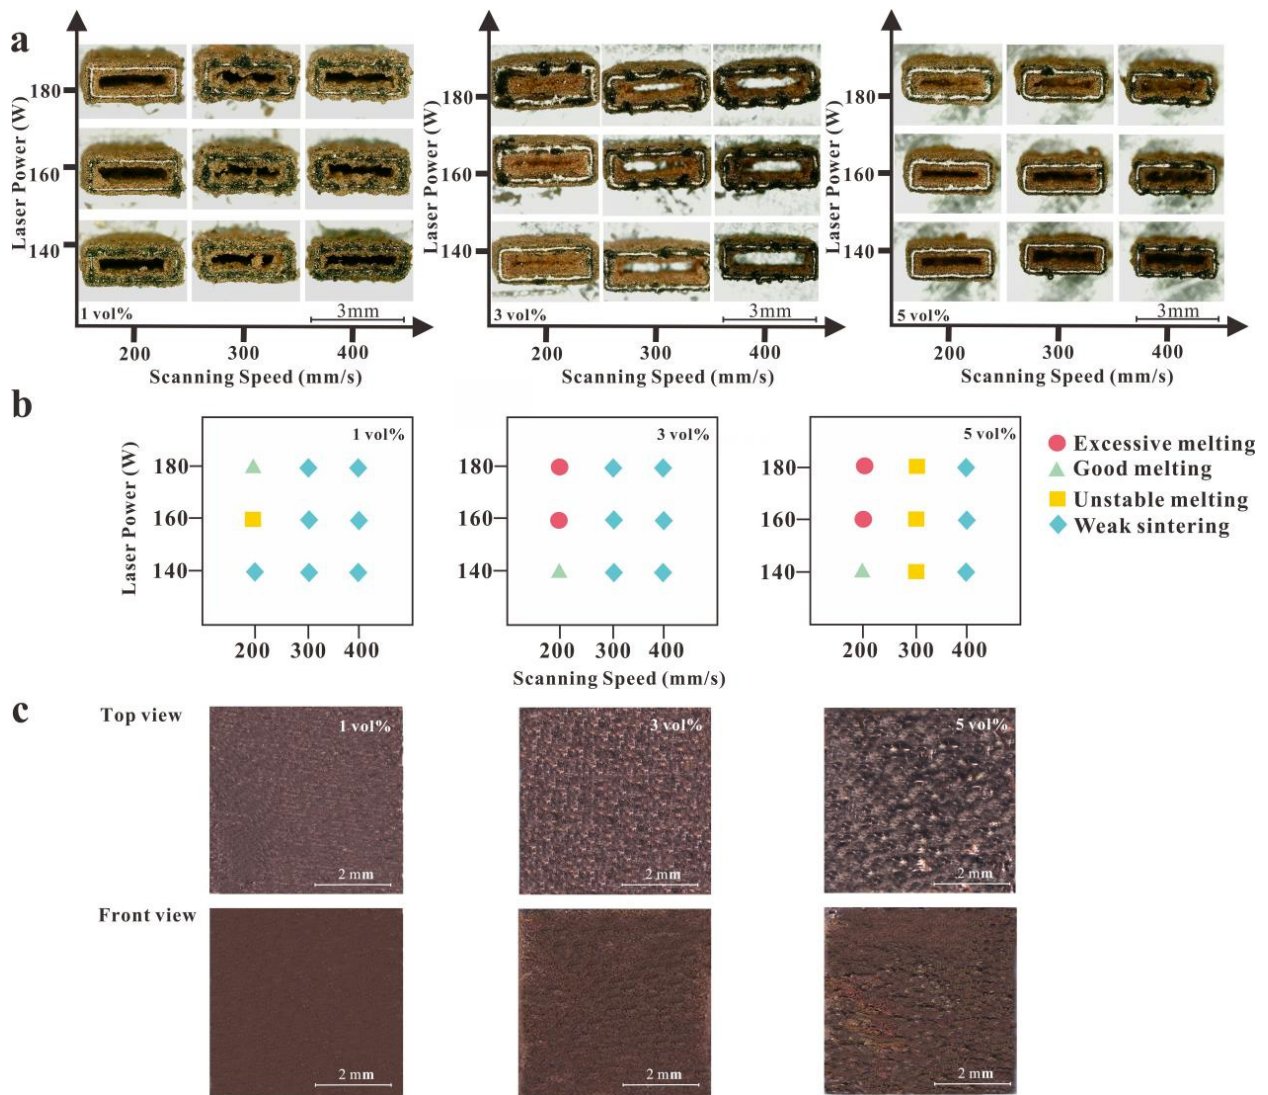 a
Laser Power (W)
180
160
140
1 vol%
3mm
200
300
400
Scanning Speed (mm/s)
Laser Power (W)
180
160
140
3 vol%
3mm
200
300
400
Scanning Speed (mm/s)
Laser Power (W)
180
160
140
5 vol%
3mm
200
300
400
Scanning Speed (mm/s)
b
Laser Power (W)
1 vol%
180
160
140
200
300
400
3 vol%
180
160
140
200
300
400
5 vol%
180
160
140
200
300
400
Scanning Speed (mm/s)
Excessive melting
Good melting
Unstable melting
Weak sintering
c
Top view
1 vol%
2 mm
3 vol%
2 mm
5 vol%
2 mm
Front view
2 mm
2 mm
2 mm